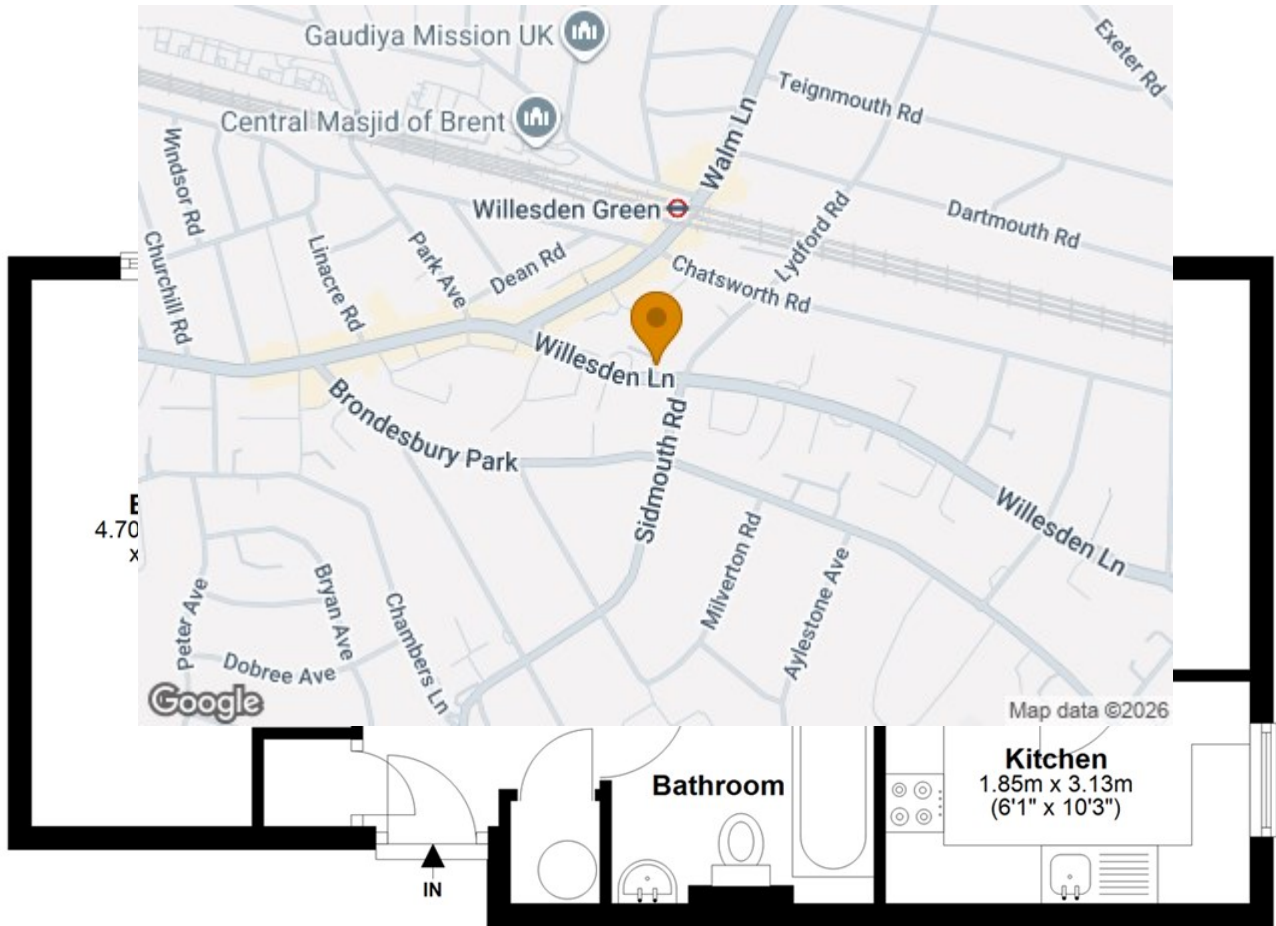 Gaudiya Mission UK
Exeter Rd
Teignmouth Rd
Central Masjid of Brent
Walm Ln
Windsor Rd
Willesden Green
Lydford Rd
Dartmouth Rd
Churchill Rd
Linacre Rd
Park Ave
Dean Rd
Chatsworth Rd
Willesden Ln
Brondesbury Park
Sidmouth Rd
Willesden Ln
4.70
x
Milverton Rd
Aylestone Ave
Peter Ave
Bryan Ave
Chambers Ln
Dobree Ave
Google
Map data ©2026
Kitchen
1.85m x 3.13m
(6'1" x 10'3")
Bathroom
IN